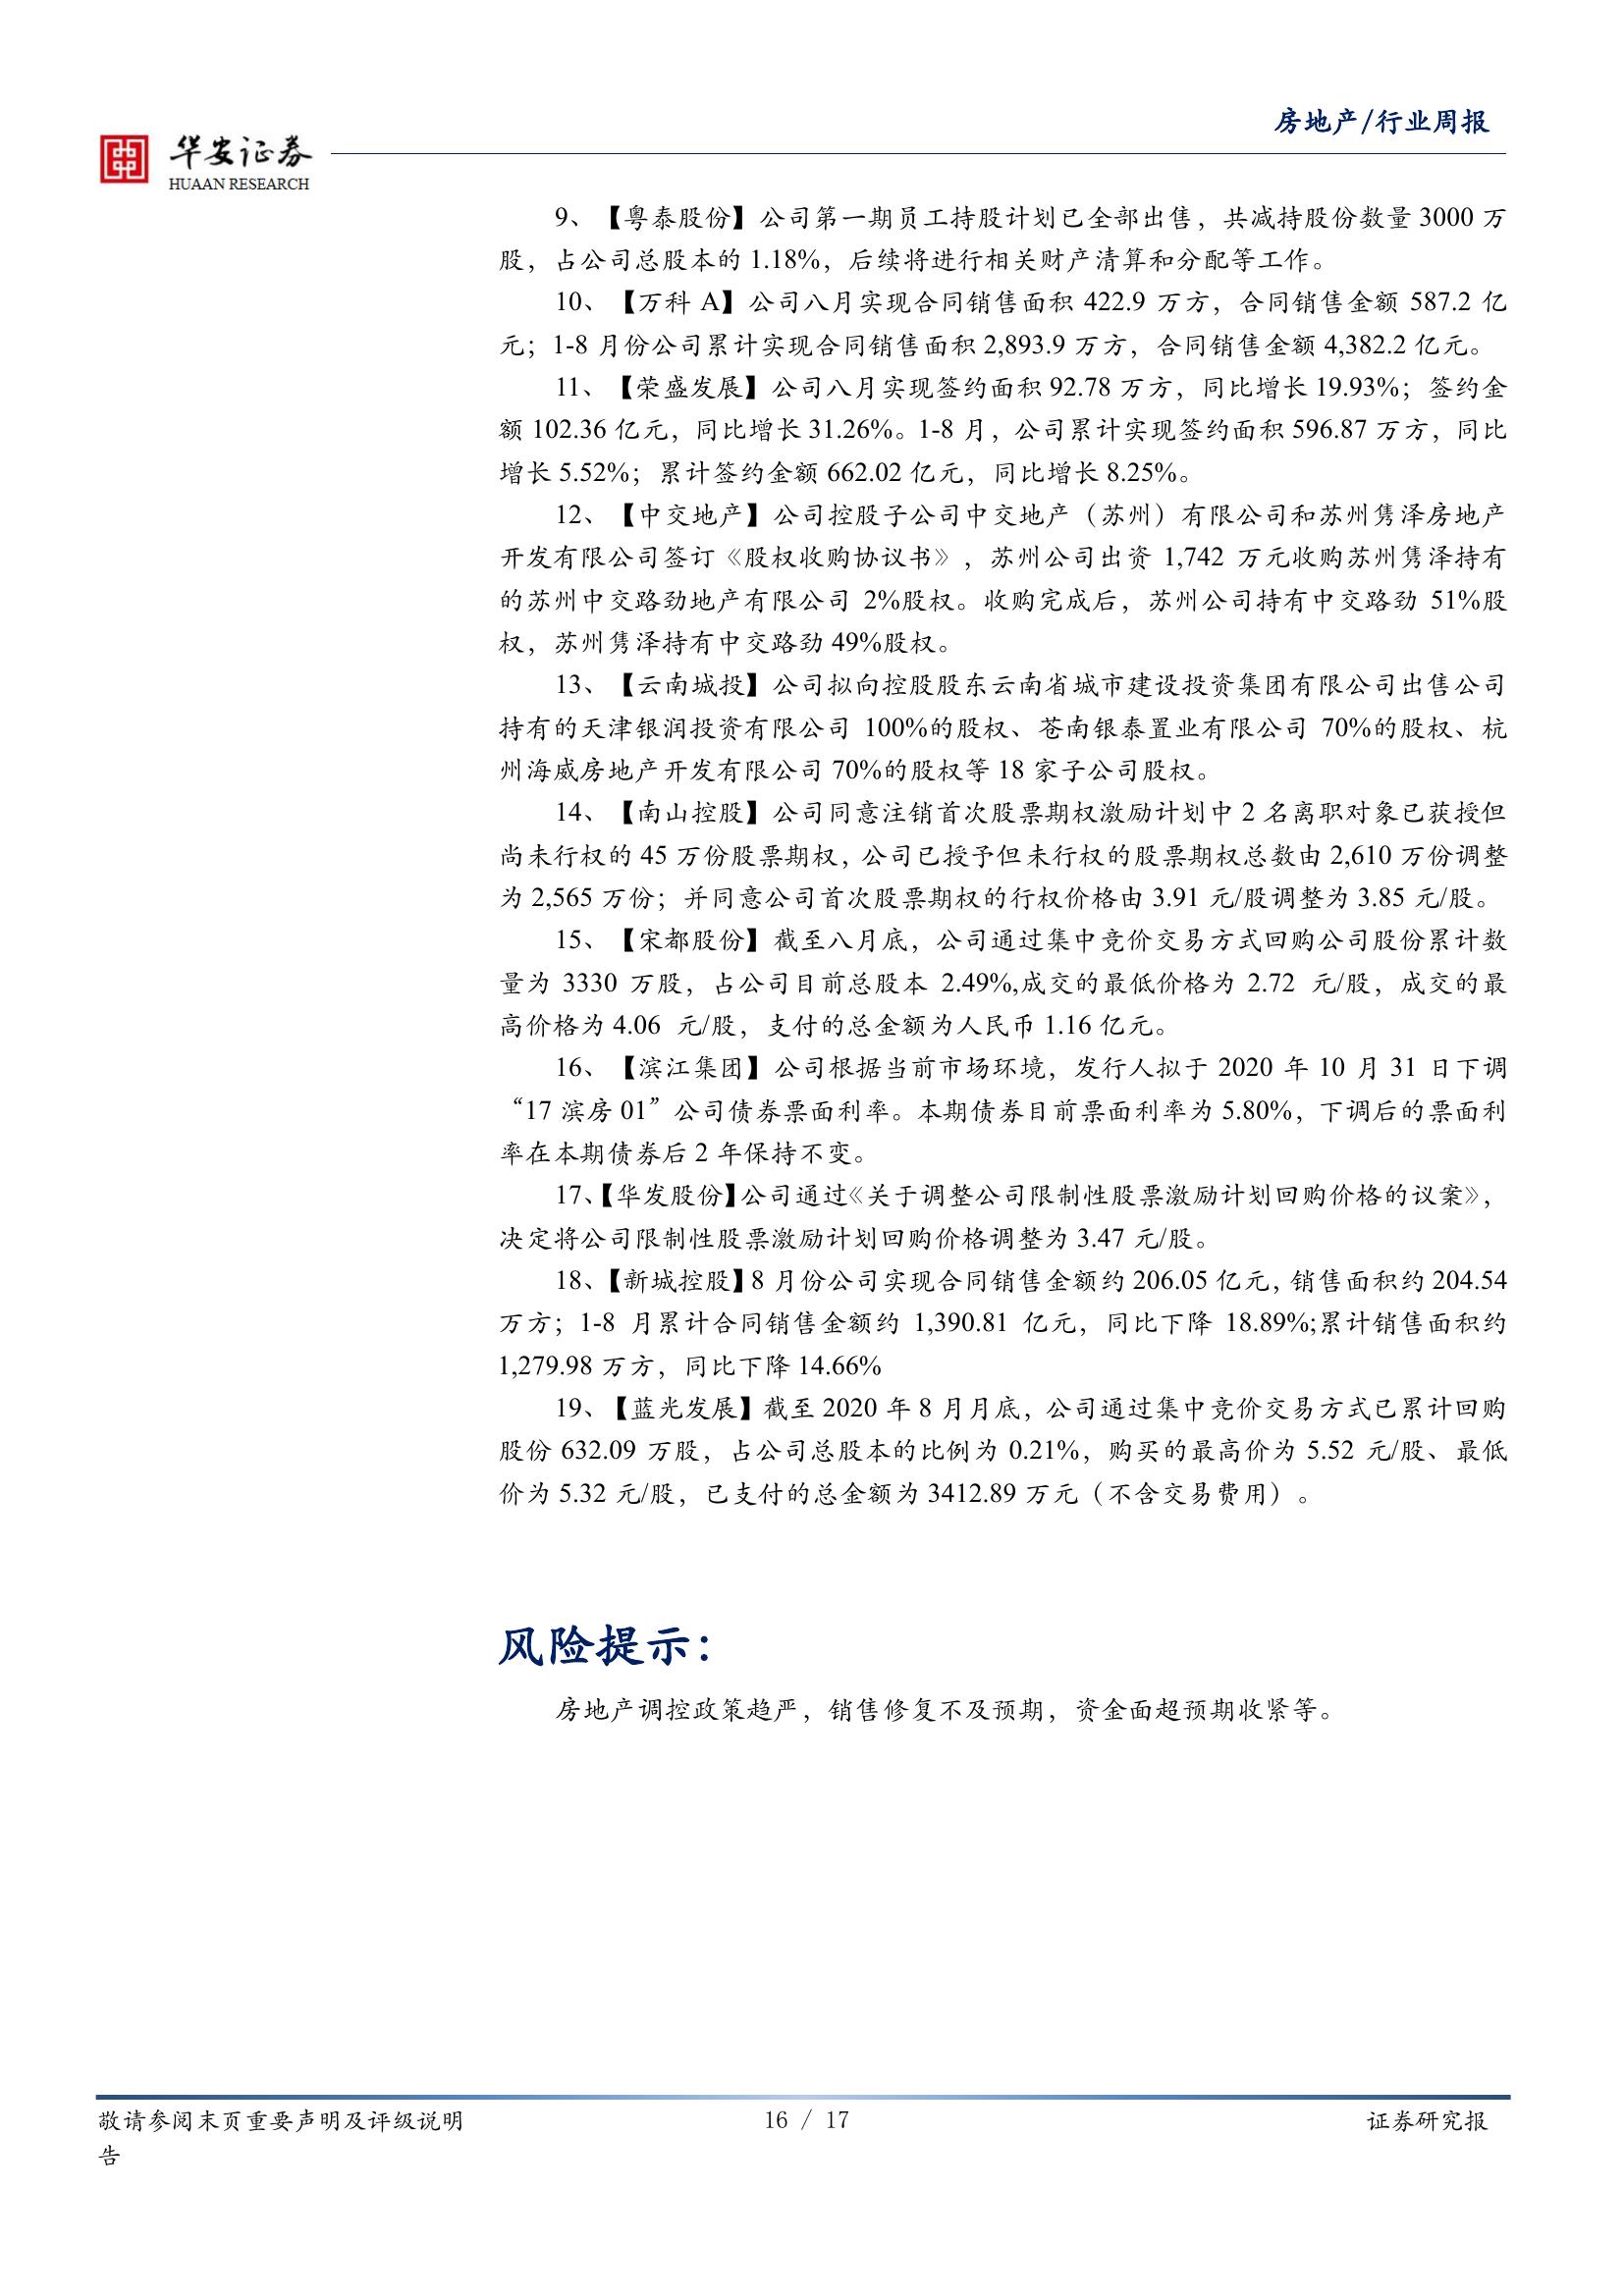 房地产/行业周报
华安证券
HUAAN RESEARCH
9、【粤泰股份】公司第一期员工持股计划已全部出售，共减持股份数量 3000 万
股，占公司总股本的 1.18%，后续将进行相关财产清算和分配等工作。
10、【万科 A】公司八月实现合同销售面积 422.9 万方，合同销售金额 587.2 亿
元；1-8 月份公司累计实现合同销售面积 2,893.9 万方，合同销售金额 4,382.2 亿元。
11、【荣盛发展】公司八月实现签约面积 92.78 万方，同比增长 19.93%；签约金
额 102.36 亿元，同比增长 31.26%。1-8 月，公司累计实现签约面积 596.87 万方，同比
增长 5.52%；累计签约金额 662.02 亿元，同比增长 8.25%。
12、【中交地产】公司控股子公司中交地产（苏州）有限公司和苏州隽泽房地产
开发有限公司签订《股权收购协议书》，苏州公司出资 1,742 万元收购苏州隽泽持有
的苏州中交路劲地产有限公司 2%股权。收购完成后，苏州公司持有中交路劲 51%股
权，苏州隽泽持有中交路劲 49%股权。
13、【云南城投】公司拟向控股股东云南省城市建设投资集团有限公司出售公司
持有的天津银润投资有限公司 100%的股权、苍南银泰置业有限公司 70%的股权、杭
州海威房地产开发有限公司 70%的股权等 18 家子公司股权。
14、【南山控股】公司同意注销首次股票期权激励计划中 2 名离职对象已获授但
尚未行权的 45 万份股票期权，公司已授予但未行权的股票期权总数由 2,610 万份调整
为 2,565 万份；并同意公司首次股票期权的行权价格由 3.91 元/股调整为 3.85 元/股。
15、【宋都股份】截至八月底，公司通过集中竞价交易方式回购公司股份累计数
量为 3330 万股，占公司目前总股本 2.49%,成交的最低价格为 2.72 元/股，成交的最
高价格为 4.06 元/股，支付的总金额为人民币 1.16 亿元。
16、【滨江集团】公司根据当前市场环境，发行人拟于 2020 年 10 月 31 日下调
“17 滨房 01”公司债券票面利率。本期债券目前票面利率为 5.80%，下调后的票面利
率在本期债券后 2 年保持不变。
17、【华发股份】公司通过《关于调整公司限制性股票激励计划回购价格的议案》，
决定将公司限制性股票激励计划回购价格调整为 3.47 元/股。
18、【新城控股】8 月份公司实现合同销售金额约 206.05 亿元, 销售面积约 204.54
万方；1-8 月累计合同销售金额约 1,390.81 亿元，同比下降 18.89%;累计销售面积约
1,279.98 万方，同比下降 14.66%
19、【蓝光发展】截至 2020 年 8 月月底，公司通过集中竞价交易方式已累计回购
股份 632.09 万股，占公司总股本的比例为 0.21%，购买的最高价为 5.52 元/股、最低
价为 5.32 元/股，已支付的总金额为 3412.89 万元（不含交易费用）。
风险提示：
房地产调控政策趋严，销售修复不及预期，资金面超预期收紧等。
敬请参阅末页重要声明及评级说明
16 / 17
证券研究报
告